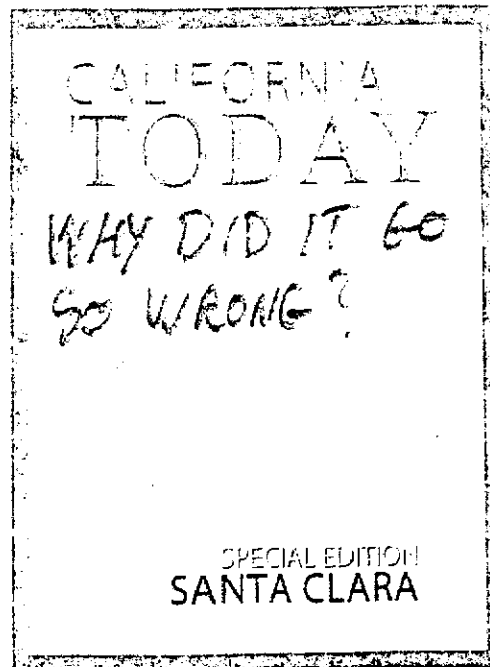 CALIFORNIA
TODAY
WHY DID IT GO
SO WRONG?
SPECIAL EDITION
SANTA CLARA